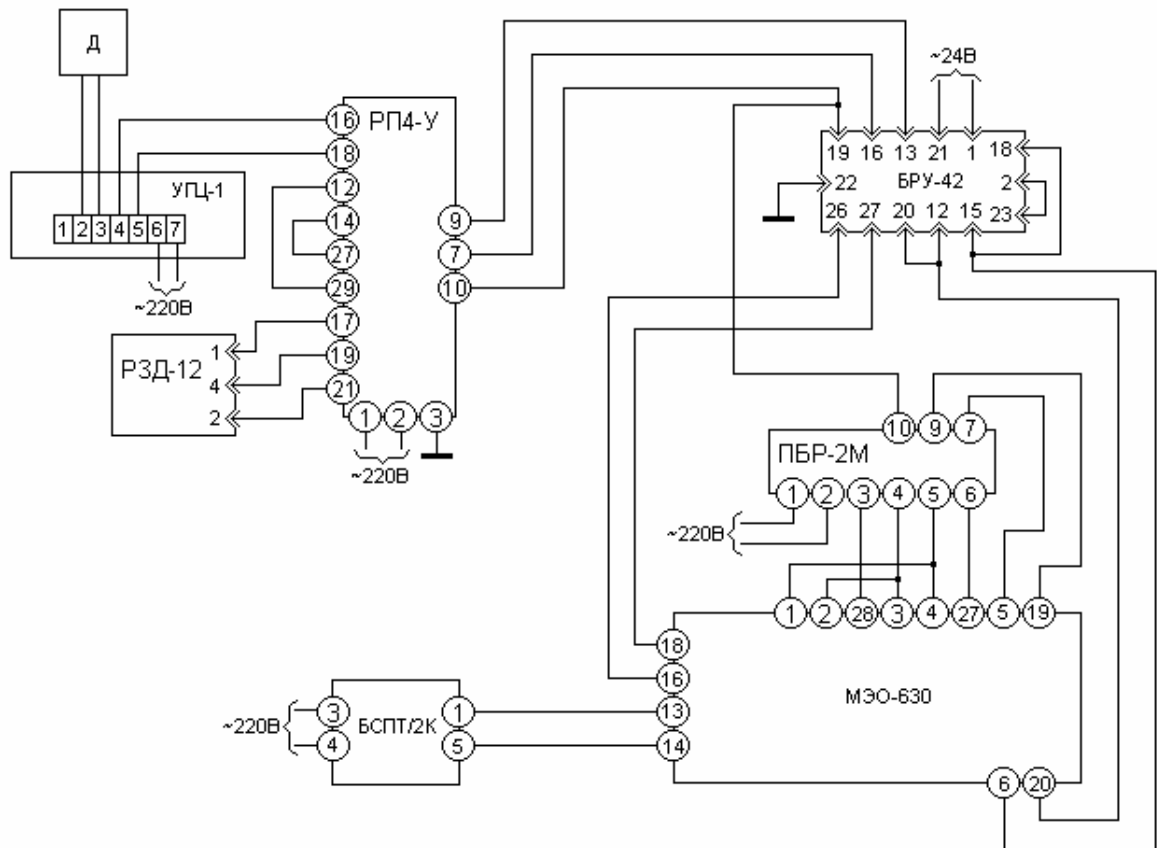 Д
~24В
16 РП4-У
18
12
14
27
29
17
19
21
9
7
10
1 2 3
~220В
УПЦ-1
1 2 3 4 5 6 7
~220В
РЗД-12
1
4
2
19 16 13 21 1 18
22 БРУ-42 2
26 27 20 12 15 23
10 9 7
ПБР-2М
1 2 3 4 5 6
~220В
1 2 28 3 4 27 5 19
18
16
13
14
МЭО-630
6 20
~220В
3 БСПТ/2К 1
4 5